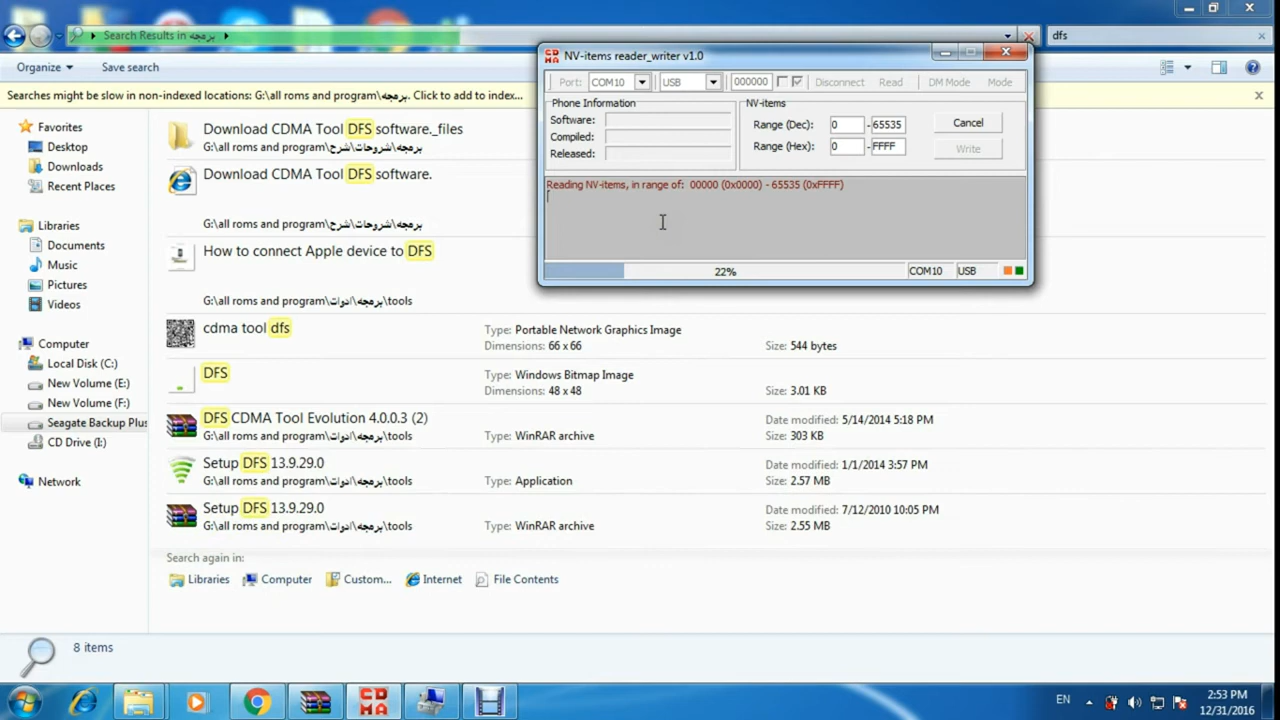 Search Results in برمجه
dfs
Organize
Save search
Searches might be slow in non-indexed locations: G:\all roms and program\برمجه. Click to add to index...
Favorites
Desktop
Downloads
Recent Places
Libraries
Documents
Music
Pictures
Videos
Computer
Local Disk (C:)
New Volume (E:)
New Volume (F:)
Seagate Backup Plus
CD Drive (I:)
Network
Download CDMA Tool DFS software._files
G:\all roms and program\برمجه\شروحات\شرح
Download CDMA Tool DFS software.
G:\all roms and program\برمجه\شروحات\شرح
How to connect Apple device to DFS
G:\all roms and program\برمجه\ادوات\tools
cdma tool dfs
Type: Portable Network Graphics Image
Dimensions: 66 x 66
Size: 544 bytes
DFS
Type: Windows Bitmap Image
Dimensions: 48 x 48
Size: 3.01 KB
DFS CDMA Tool Evolution 4.0.0.3 (2)
G:\all roms and program\برمجه\ادوات\tools
Type: WinRAR archive
Date modified: 5/14/2014 5:18 PM
Size: 303 KB
Setup DFS 13.9.29.0
G:\all roms and program\برمجه\ادوات\tools
Type: Application
Date modified: 1/1/2014 3:57 PM
Size: 2.57 MB
Setup DFS 13.9.29.0
G:\all roms and program\برمجه\ادوات\tools
Type: WinRAR archive
Date modified: 7/12/2010 10:05 PM
Size: 2.55 MB
Search again in:
Libraries Computer Custom... Internet File Contents
8 items
CD
MA
NV-items reader_writer v1.0
Port: COM10 USB 000000 Disconnect Read DM Mode Mode
Phone Information
Software:
Compiled:
Released:
NV-items
Range (Dec): 0 - 65535 Cancel
Range (Hex): 0 - FFFF Write
Reading NV-items, in range of: 00000 (0x0000) - 65535 (0xFFFF)
22% COM10 USB
CD
MA
EN
2:53 PM
12/31/2016